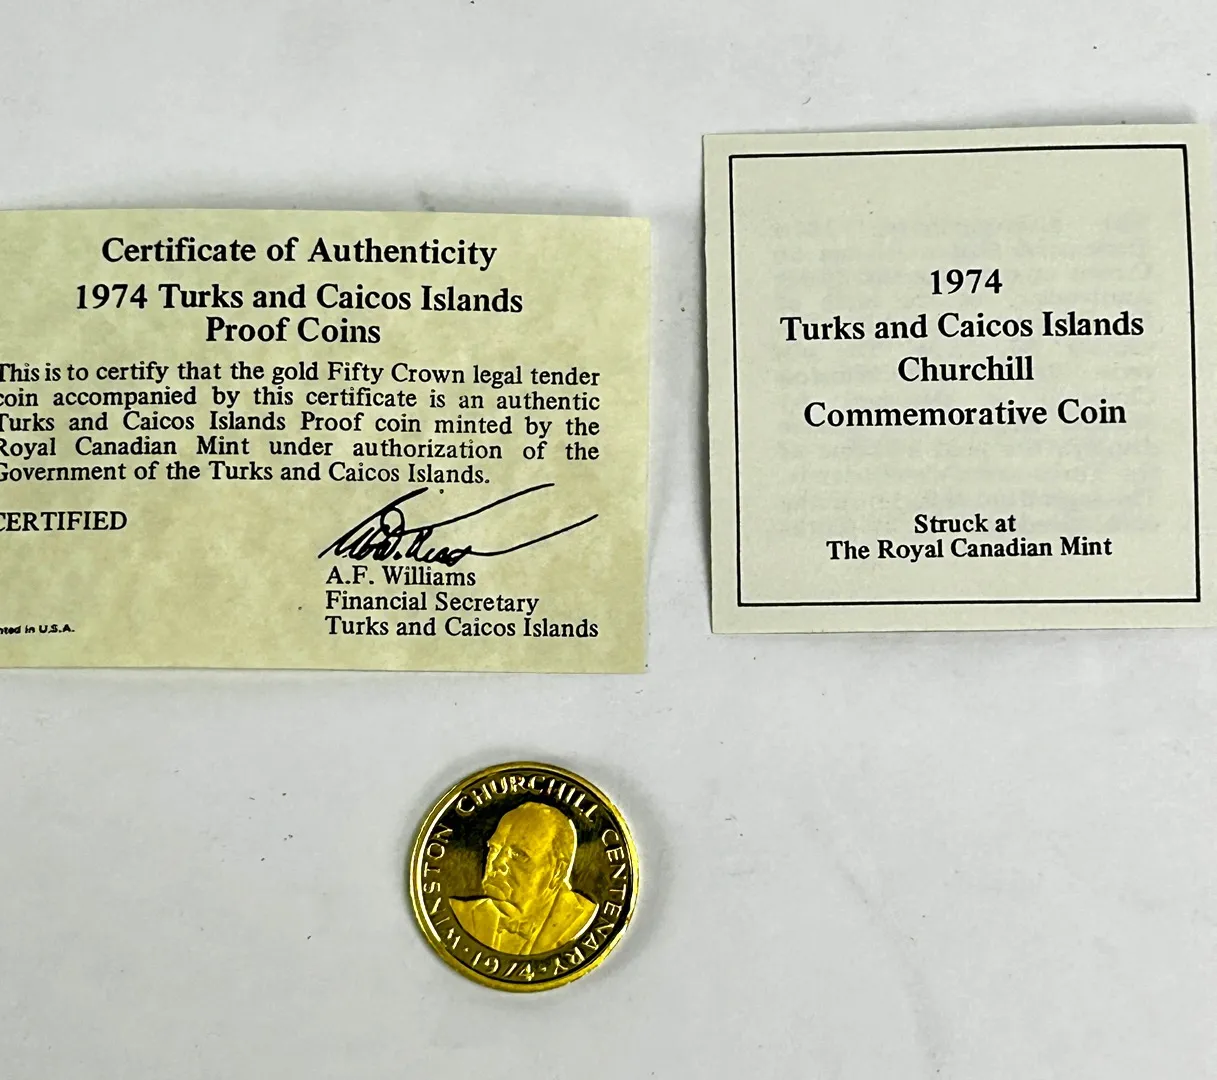 Certificate of Authenticity
1974 Turks and Caicos Islands
Proof Coins
This is to certify that the gold Fifty Crown legal tender
coin accompanied by this certificate is an authentic
Turks and Caicos Islands Proof coin minted by the
Royal Canadian Mint under authorization of the
Government of the Turks and Caicos Islands.
CERTIFIED
A.F. Williams
Financial Secretary
Turks and Caicos Islands
in U.S.A.
1974
Turks and Caicos Islands
Churchill
Commemorative Coin
Struck at
The Royal Canadian Mint
WINSTON CHURCHILL CENTENARY
· 1974 ·